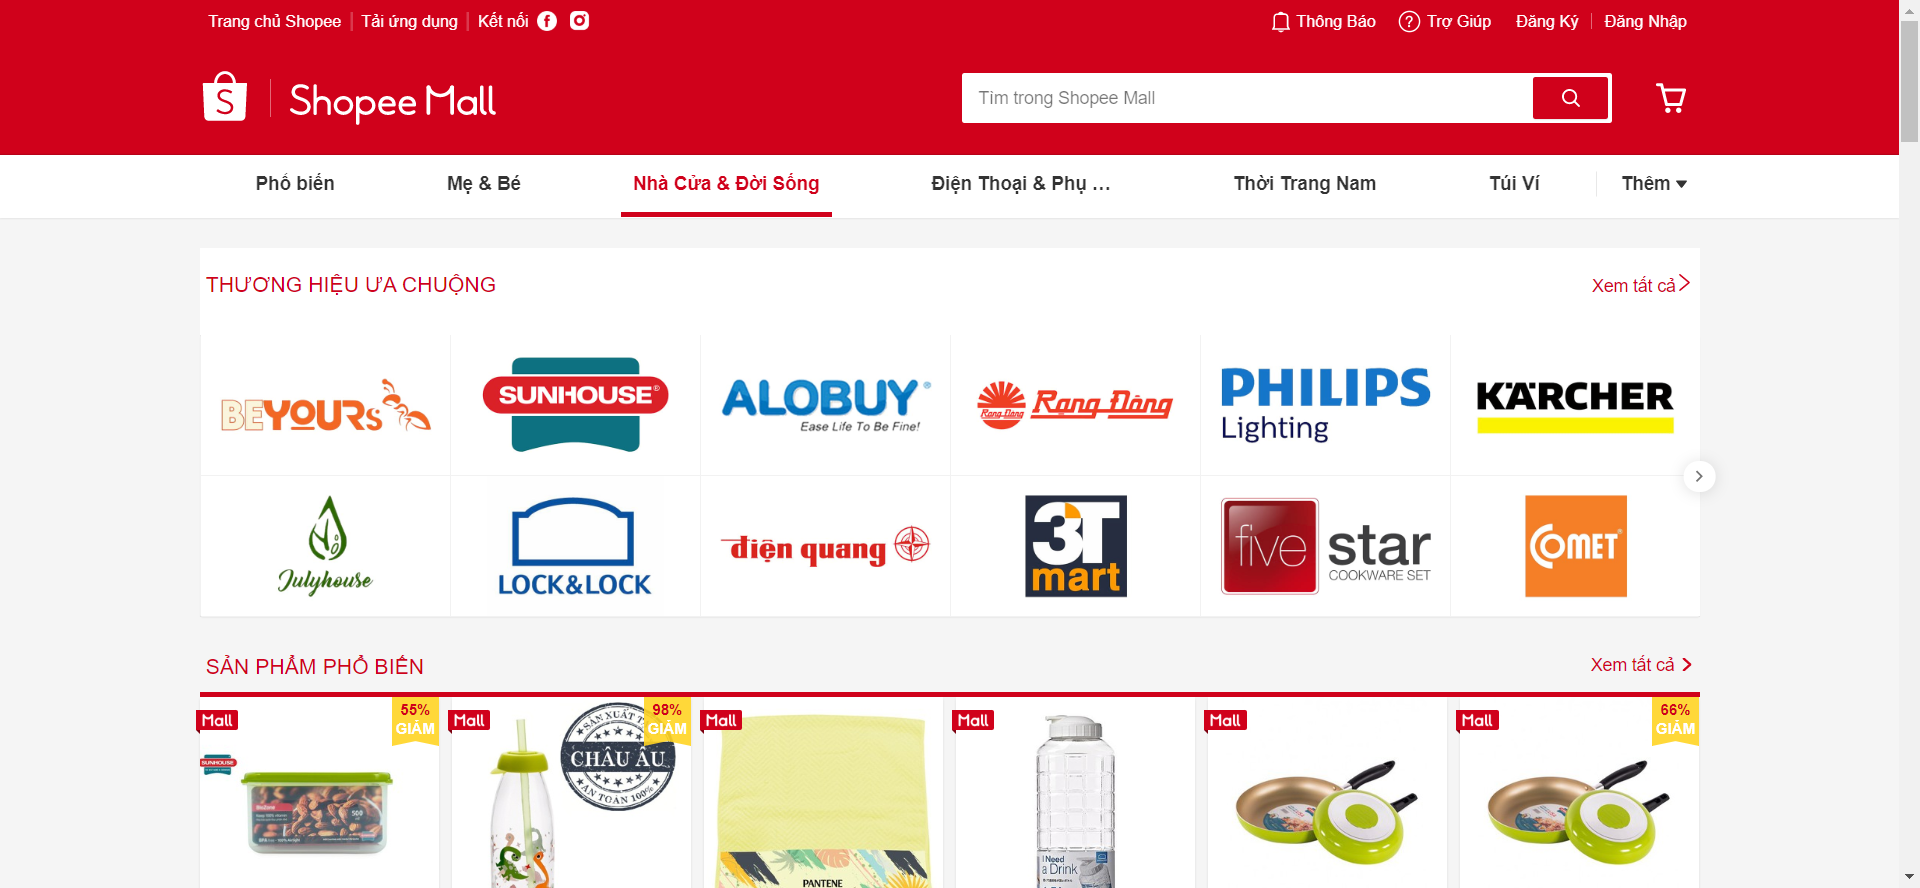 Trang chủ Shopee
Tải ứng dụng
Kết nối
Thông Báo
Trợ Giúp
Đăng Ký
Đăng Nhập
Shopee Mall
Tìm trong Shopee Mall
Phổ biến
Mẹ & Bé
Nhà Cửa & Đời Sống
Điện Thoại & Phụ ...
Thời Trang Nam
Túi Ví
Thêm
THƯƠNG HIỆU ƯA CHUỘNG
Xem tất cả
BEYOURs
SUNHOUSE®
ALOBUY®
Ease Life To Be Fine!
Rạng Đông
Rạng Đông
PHILIPS
Lighting
KÄRCHER
Julyhouse
LOCK&LOCK
điện quang
3T
mart
five star
COOKWARE SET
COMET
SẢN PHẨM PHỔ BIẾN
Xem tất cả
Mall
55%
GIẢM
SUNHOUSE
BioZone
500
Mall
98%
GIẢM
SẢN XUẤT T
CHÂU ÂU
AN TOÀN 100%
Mall
PANTENE
Mall
I Need
a Drink
Mall
Mall
66%
GIẢM